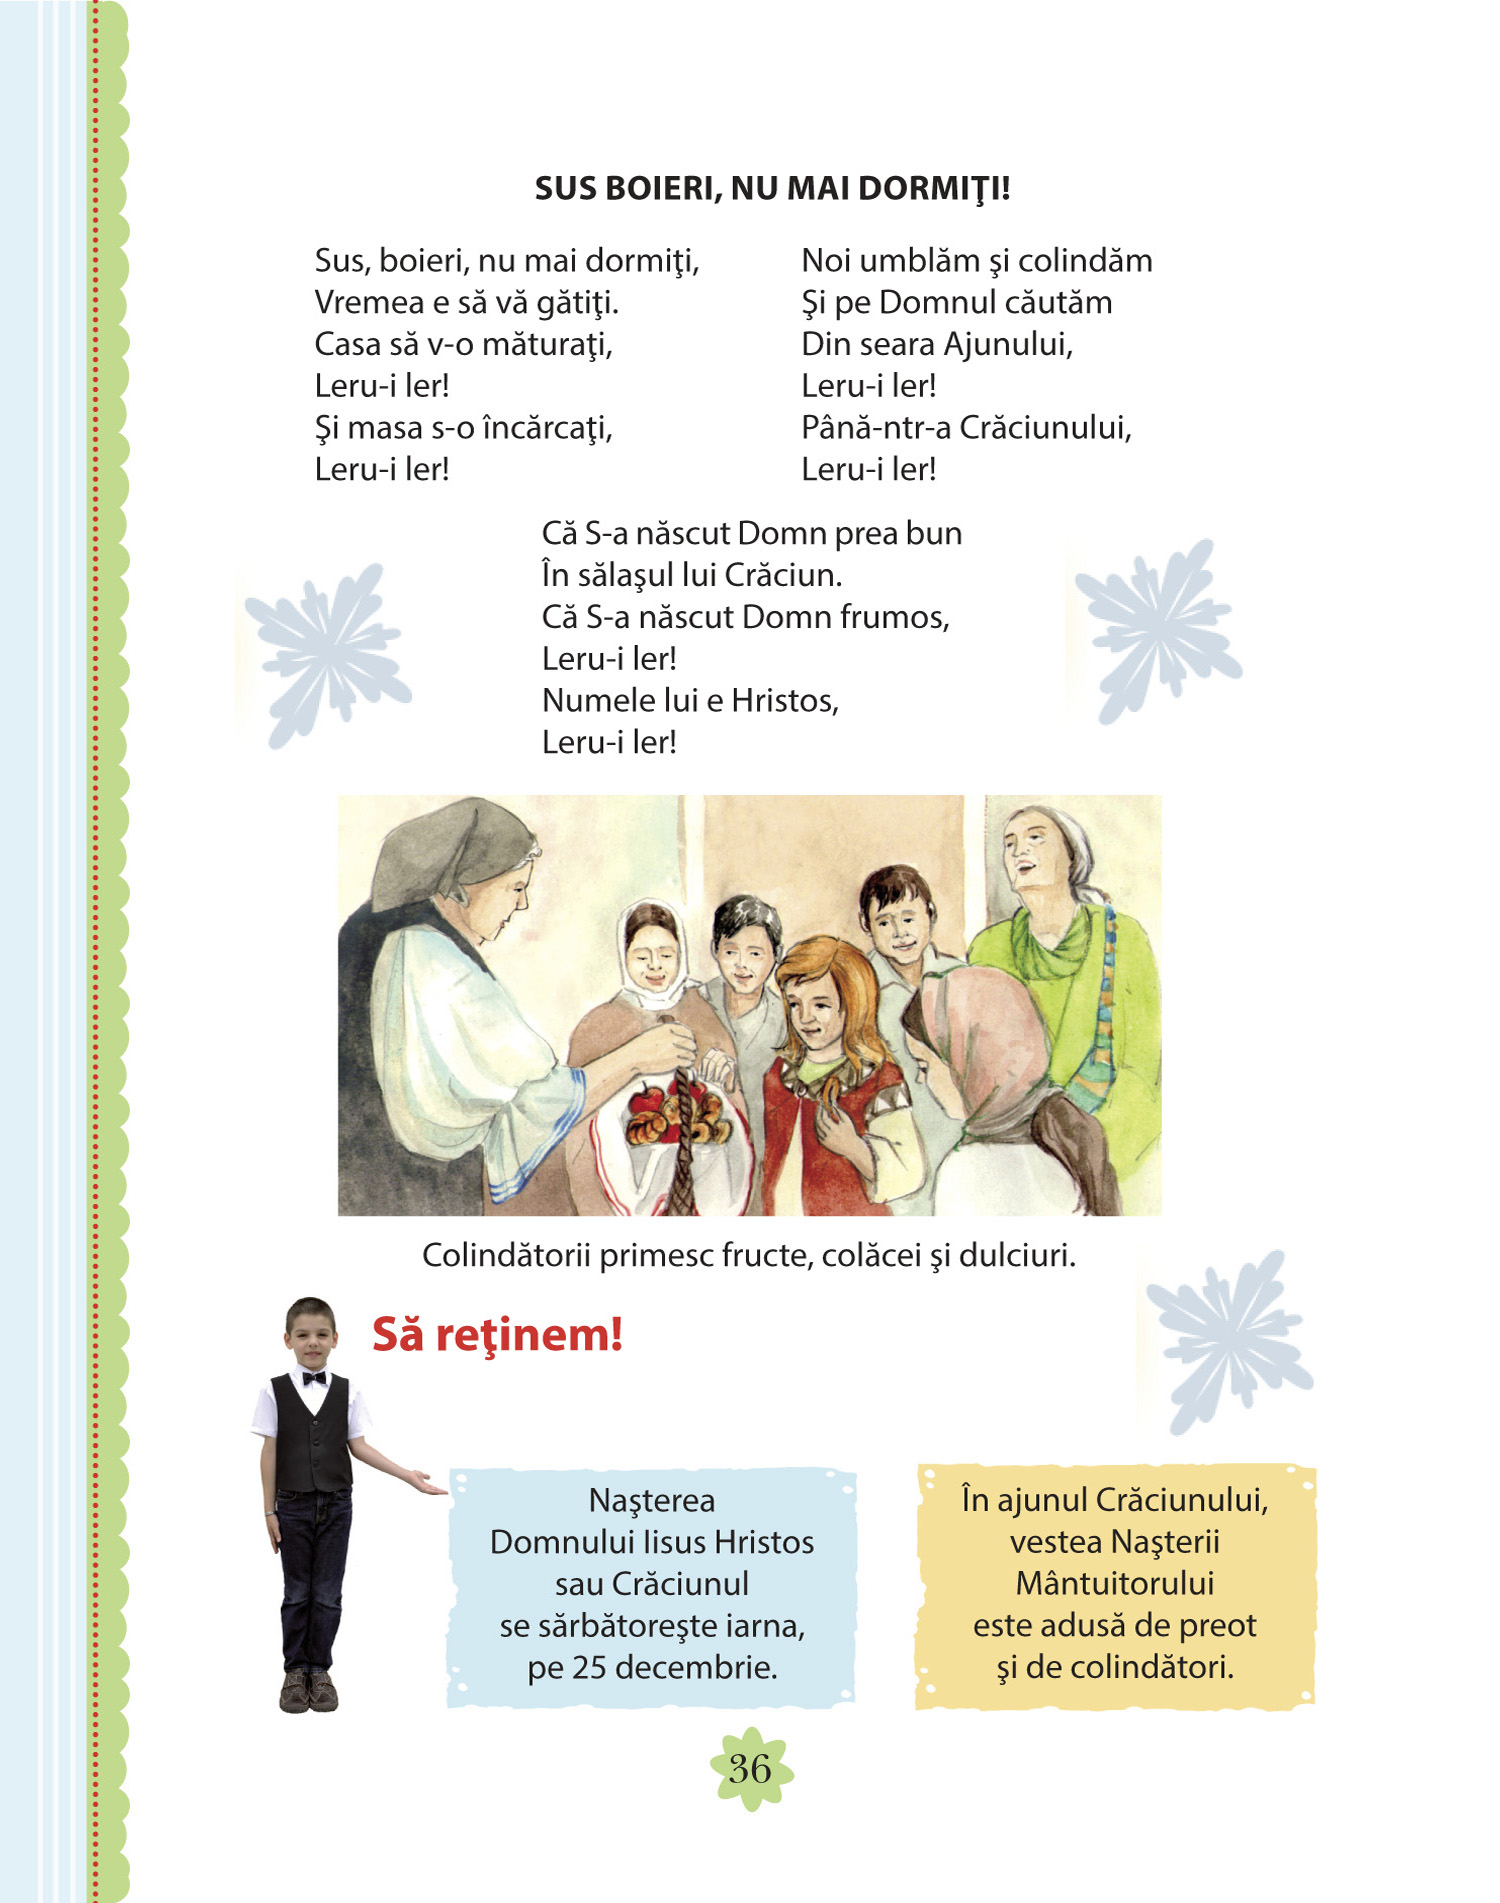 SUS BOIERI, NU MAI DORMIŢI!
Sus, boieri, nu mai dormiţi,
Vremea e să vă gătiţi.
Casa să v-o măturaţi,
Leru-i ler!
Şi masa s-o încărcaţi,
Leru-i ler!
Noi umblăm şi colindăm
Şi pe Domnul căutăm
Din seara Ajunului,
Leru-i ler!
Până-ntr-a Crăciunului,
Leru-i ler!
Că S-a născut Domn prea bun
În sălaşul lui Crăciun.
Că S-a născut Domn frumos,
Leru-i ler!
Numele lui e Hristos,
Leru-i ler!
Colindătorii primesc fructe, colăcei şi dulciuri.
Să reţinem!
Naşterea
Domnului Iisus Hristos
sau Crăciunul
se sărbătoreşte iarna,
pe 25 decembrie.
În ajunul Crăciunului,
vestea Naşterii
Mântuitorului
este adusă de preot
şi de colindători.
36